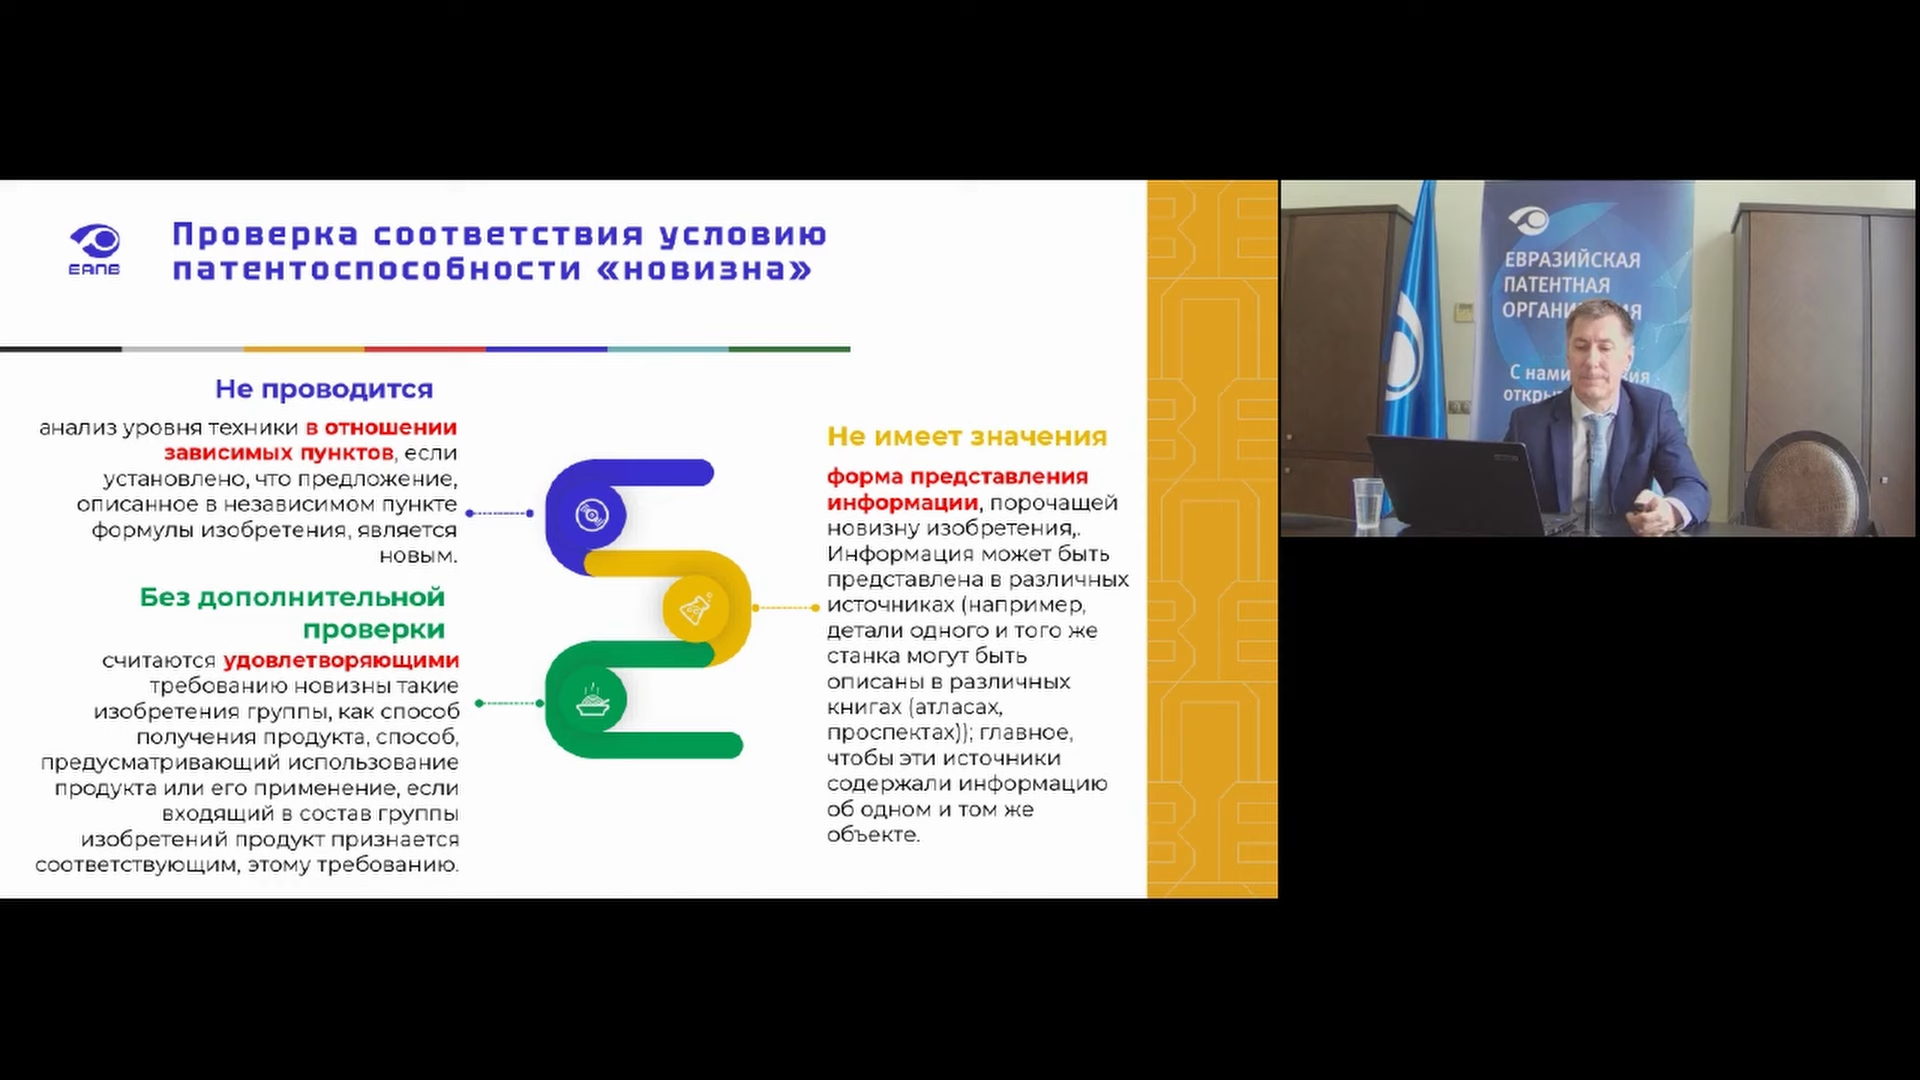 ЕАПВ
Проверка соответствия условию
патентоспособности «новизна»
Не проводится
анализ уровня техники в отношении
зависимых пунктов, если
установлено, что предложение,
описанное в независимом пункте
формулы изобретения, является
новым.
Без дополнительной
проверки
считаются удовлетворяющими
требованию новизны такие
изобретения группы, как способ
получения продукта, способ,
предусматривающий использование
продукта или его применение, если
входящий в состав группы
изобретений продукт признается
соответствующим, этому требованию.
Не имеет значения
форма представления
информации, порочащей
новизну изобретения,.
Информация может быть
представлена в различных
источниках (например,
детали одного и того же
станка могут быть
описаны в различных
книгах (атласах,
проспектах)); главное,
чтобы эти источники
содержали информацию
об одном и том же
объекте.
ЕВРАЗИЙСКАЯ
ПАТЕНТНАЯ
С нами